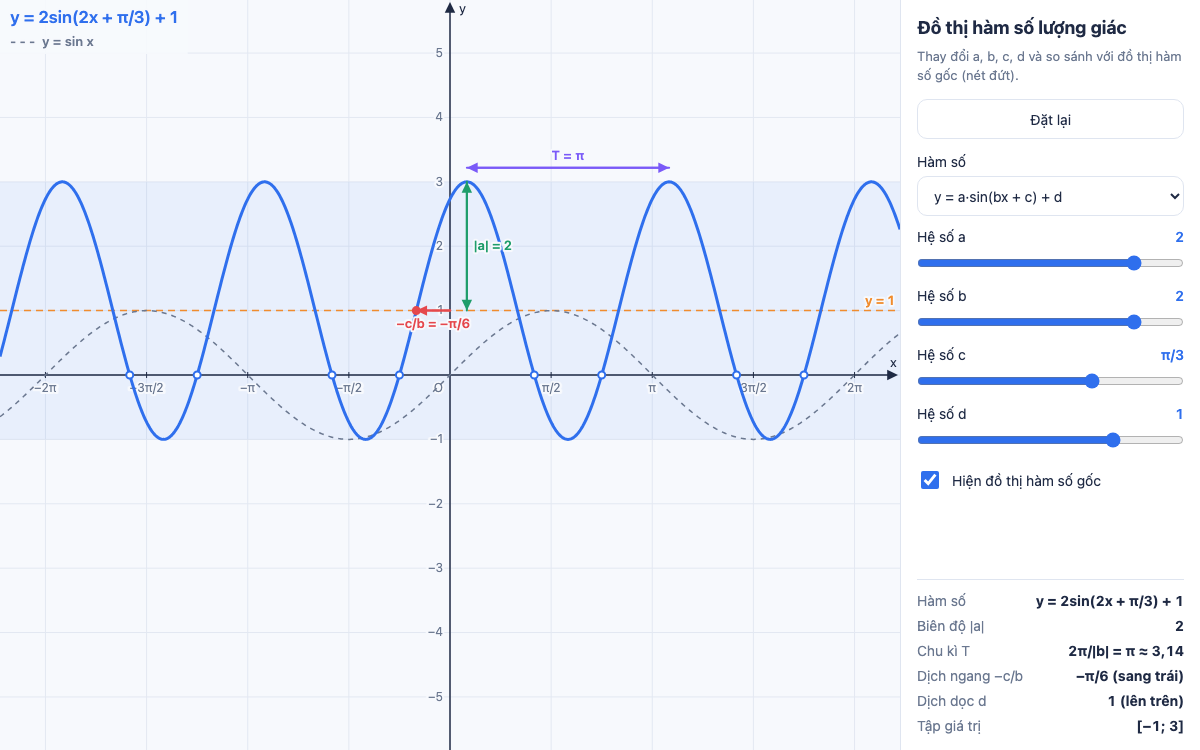 y = 2sin(2x + π/3) + 1
y = sin x
y
5
4
T = π
3
2
|a| = 2
1
y = 1
−c/b = −π/6
x
−2π
−3π/2
−π
−π/2
O
π/2
π
3π/2
2π
−1
−2
−3
−4
−5
Đồ thị hàm số lượng giác
Thay đổi a, b, c, d và so sánh với đồ thị hàm
số gốc (nét đứt).
Đặt lại
Hàm số
y = a·sin(bx + c) + d
Hệ số a 2
Hệ số b 2
Hệ số c π/3
Hệ số d 1
Hiện đồ thị hàm số gốc
Hàm số y = 2sin(2x + π/3) + 1
Biên độ |a| 2
Chu kì T 2π/|b| = π ≈ 3,14
Dịch ngang −c/b −π/6 (sang trái)
Dịch dọc d 1 (lên trên)
Tập giá trị [−1; 3]